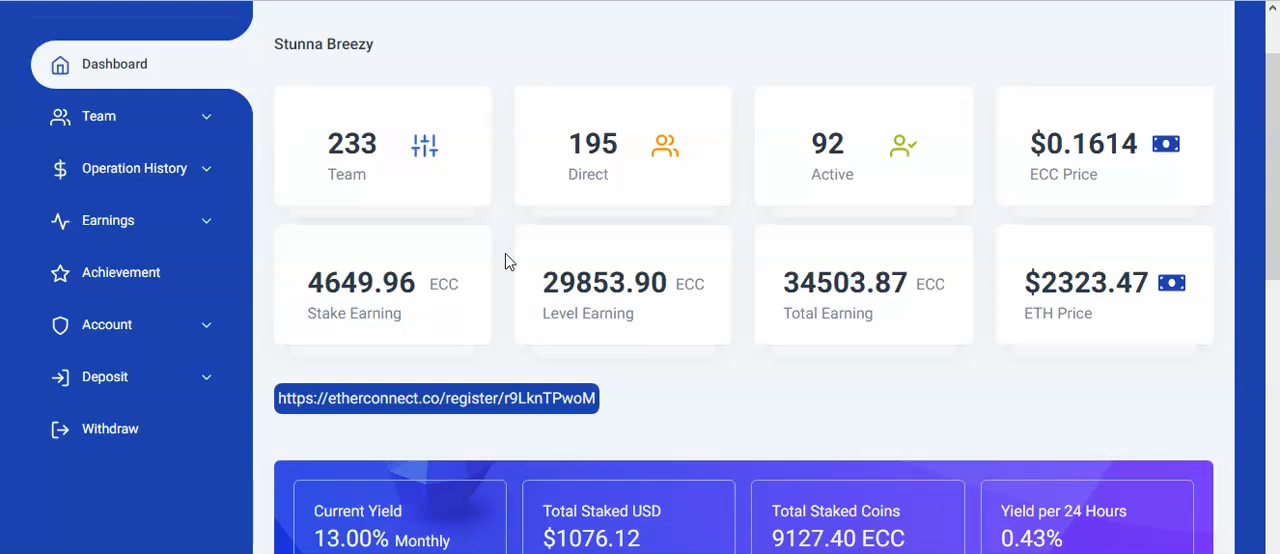 Stunna Breezy
Dashboard
Team
Operation History
Earnings
Achievement
Account
Deposit
Withdraw
233
Team
195
Direct
92
Active
$0.1614
ECC Price
4649.96 ECC
Stake Earning
29853.90 ECC
Level Earning
34503.87 ECC
Total Earning
$2323.47
ETH Price
https://etherconnect.co/register/r9LknTPwoM
Current Yield
13.00% Monthly
Total Staked USD
$1076.12
Total Staked Coins
9127.40 ECC
Yield per 24 Hours
0.43%